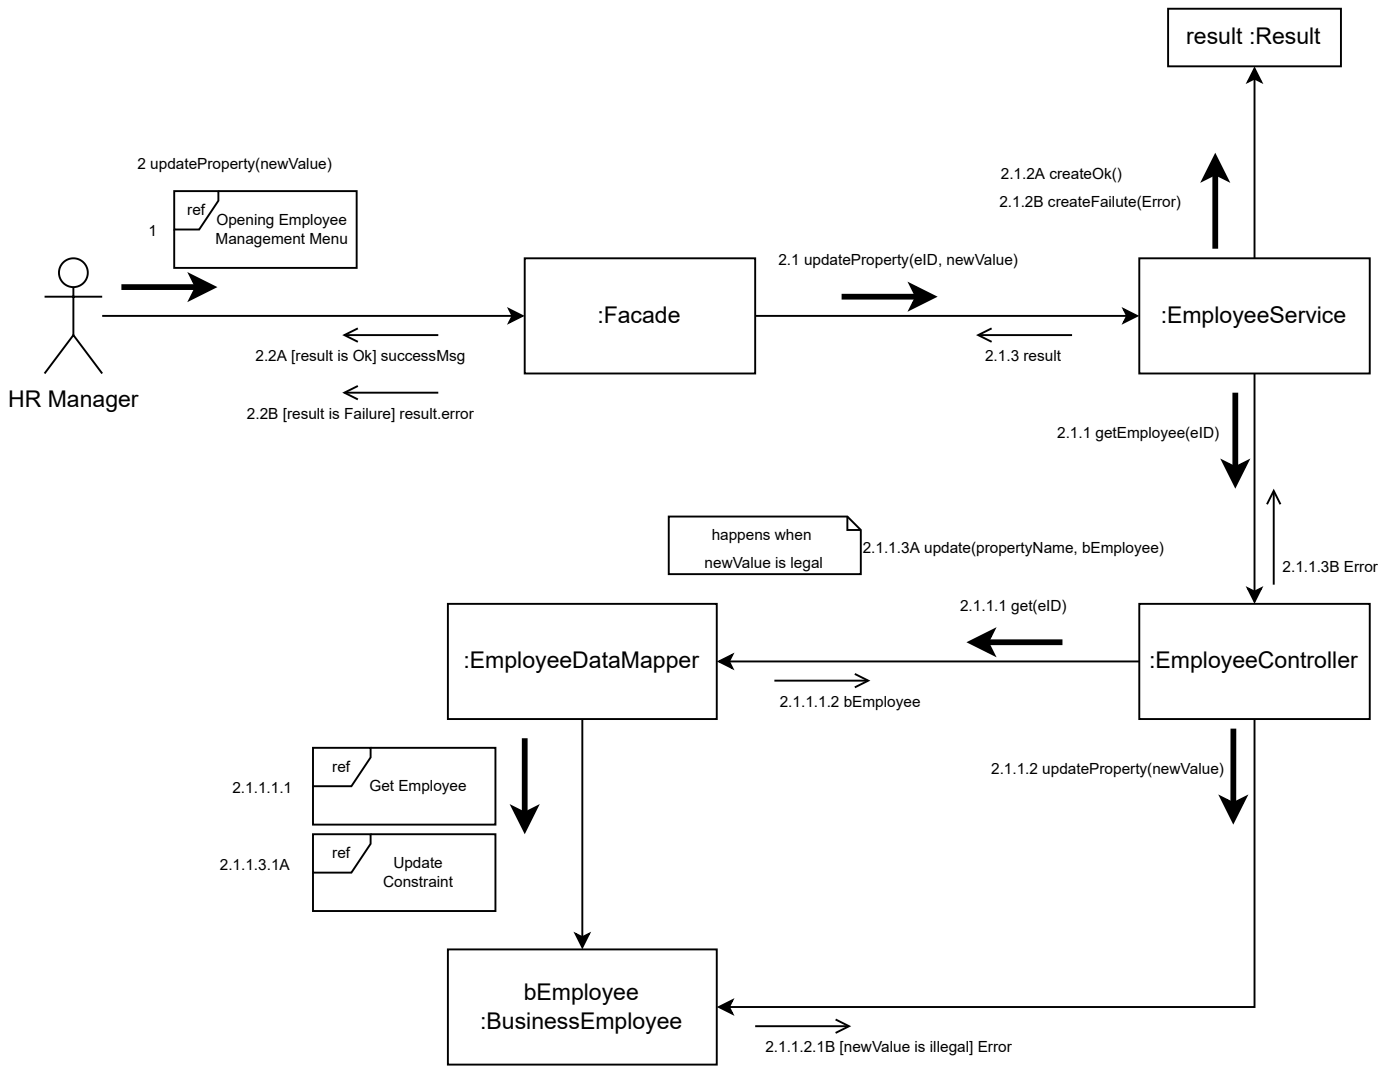 result :Result
2 updateProperty(newValue)
2.1.2A createOk()
2.1.2B createFailute(Error)
ref
1
Opening Employee
Management Menu
2.1 updateProperty(eID, newValue)
:Facade
:EmployeeService
2.2A [result is Ok] successMsg
2.1.3 result
HR Manager
2.2B [result is Failure] result.error
2.1.1 getEmployee(eID)
happens when
newValue is legal
2.1.1.3A update(propertyName, bEmployee)
2.1.1.3B Error
2.1.1.1 get(eID)
:EmployeeDataMapper
:EmployeeController
2.1.1.1.2 bEmployee
2.1.1.2 updateProperty(newValue)
ref
2.1.1.1.1
Get Employee
ref
2.1.1.3.1A
Update
Constraint
bEmployee
:BusinessEmployee
2.1.1.2.1B [newValue is illegal] Error